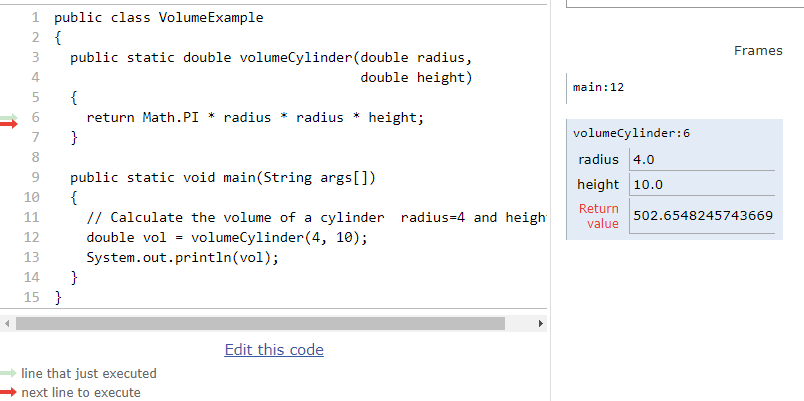 1 public class VolumeExample
2 {
3 public static double volumeCylinder(double radius,
4 double height)
5 {
6 return Math.PI * radius * radius * height;
7 }
8
9 public static void main(String args[])
10 {
11 // Calculate the volume of a cylinder radius=4 and heigh
12 double vol = volumeCylinder(4, 10);
13 System.out.println(vol);
14 }
15 }
Edit this code
line that just executed
next line to execute
Frames
main:12
volumeCylinder:6
radius 4.0
height 10.0
Return
value 502.6548245743669